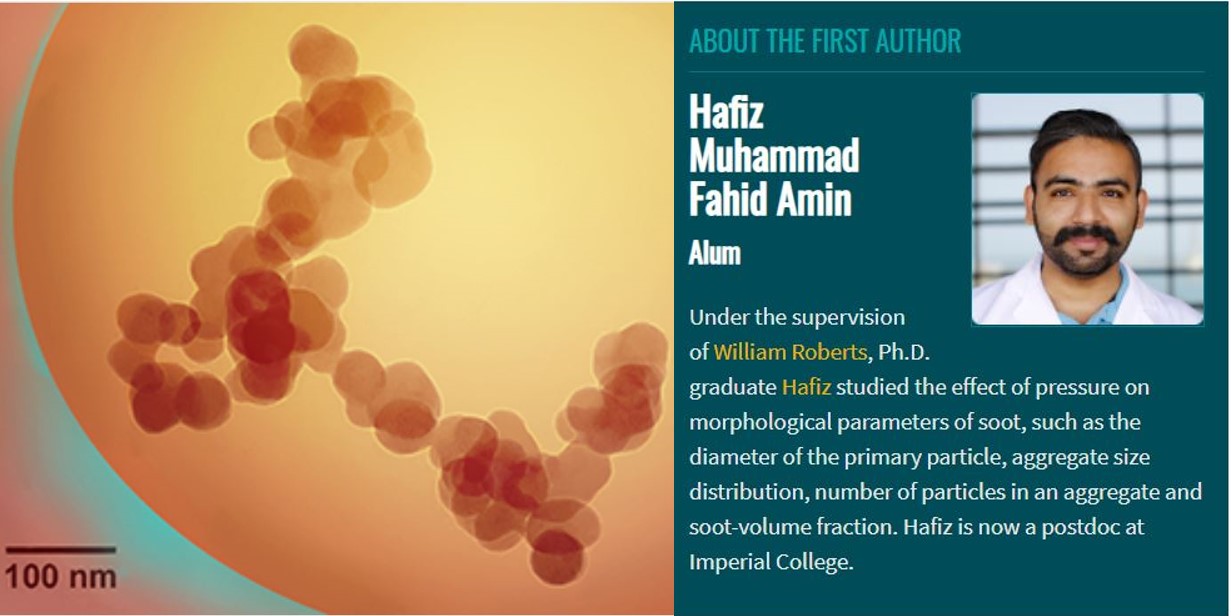 100 nm
ABOUT THE FIRST AUTHOR
Hafiz
Muhammad
Fahid Amin
Alum
Under the supervision
of William Roberts, Ph.D.
graduate Hafiz studied the effect of pressure on
morphological parameters of soot, such as the
diameter of the primary particle, aggregate size
distribution, number of particles in an aggregate and
soot-volume fraction. Hafiz is now a postdoc at
Imperial College.